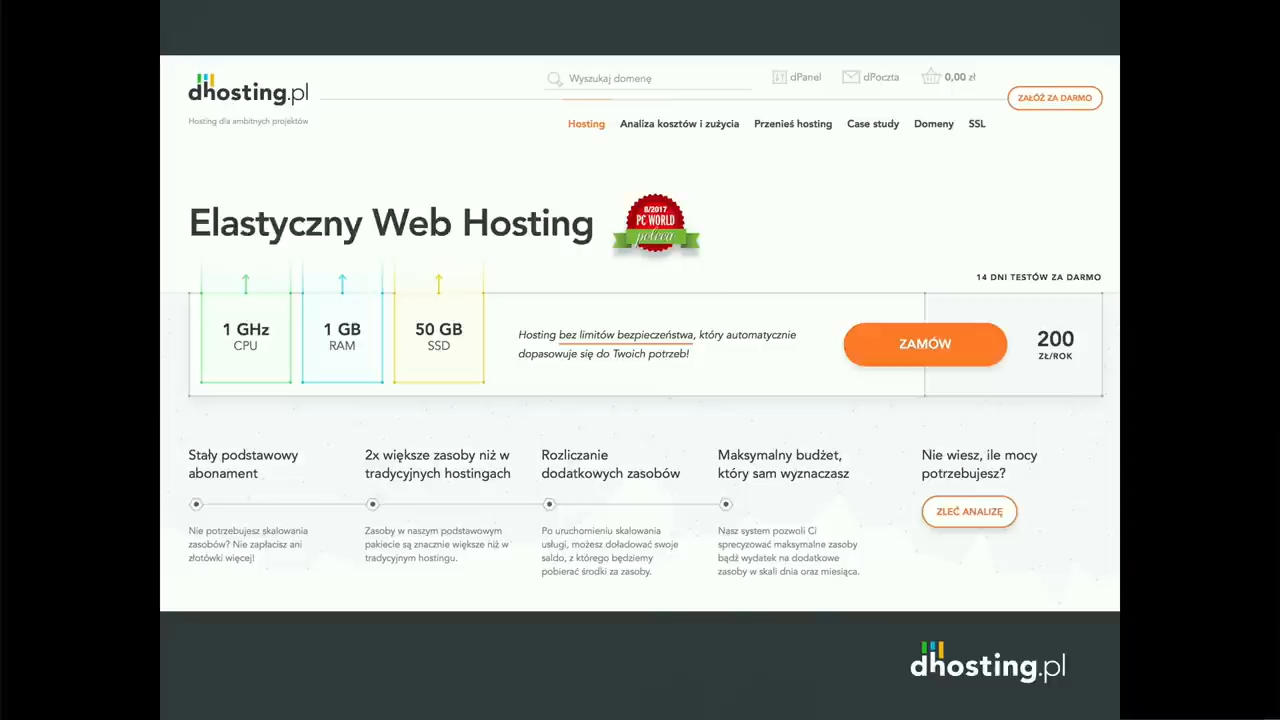 dhosting.pl
Hosting dla ambitnych projektów
Wyszukaj domenę
dPanel
dPoczta
0,00 zł
ZAŁÓŻ ZA DARMO
Hosting
Analiza kosztów i zużycia
Przenieś hosting
Case study
Domeny
SSL
Elastyczny Web Hosting
8/2017
PC WORLD
poleca
14 DNI TESTÓW ZA DARMO
1 GHz
CPU
1 GB
RAM
50 GB
SSD
Hosting bez limitów bezpieczeństwa, który automatycznie
dopasowuje się do Twoich potrzeb!
ZAMÓW
200
ZŁ/ROK
Stały podstawowy
abonament
Nie potrzebujesz skalowania
zasobów? Nie zapłacisz ani
złotówki więcej!
2x większe zasoby niż w
tradycyjnych hostingach
Zasoby w naszym podstawowym
pakiecie są znacznie większe niż w
tradycyjnym hostingu.
Rozliczanie
dodatkowych zasobów
Po uruchomieniu skalowania
usługi, możesz doładować swoje
saldo, z którego będziemy
pobierać środki za zasoby.
Maksymalny budżet,
który sam wyznaczasz
Nasz system pozwoli Ci
sprecyzować maksymalne zasoby
bądź wydatek na dodatkowe
zasoby w skali dnia oraz miesiąca.
Nie wiesz, ile mocy
potrzebujesz?
ZLEĆ ANALIZĘ
dhosting.pl